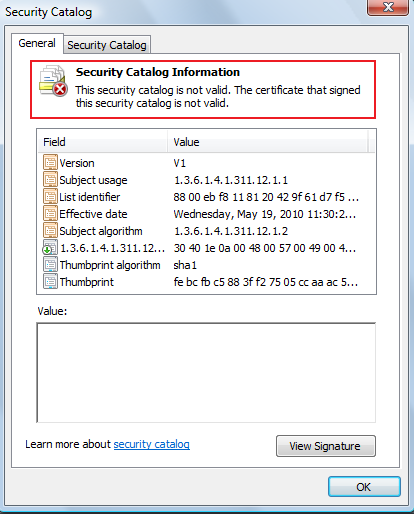 Security Catalog
General Security Catalog
Security Catalog Information
This security catalog is not valid. The certificate that signed
this security catalog is not valid.
Field Value
Version V1
Subject usage 1.3.6.1.4.1.311.12.1.1
List identifier 88 00 eb f8 11 81 20 42 9f 61 d7 f5 ...
Effective date Wednesday, May 19, 2010 11:30:2...
Subject algorithm 1.3.6.1.4.1.311.12.1.2
1.3.6.1.4.1.311.12.... 30 40 1e 0a 00 48 00 57 00 49 00 4...
Thumbprint algorithm sha1
Thumbprint fe bc fb c5 88 3f f2 75 05 cc aa ac 5...
Value:
Learn more about security catalog
View Signature
OK